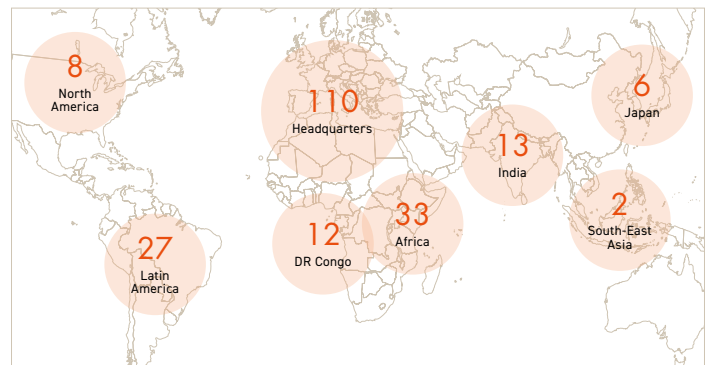 8
North
America
110
Headquarters
6
Japan
13
India
33
Africa
12
DR Congo
2
South-East
Asia
27
Latin
America